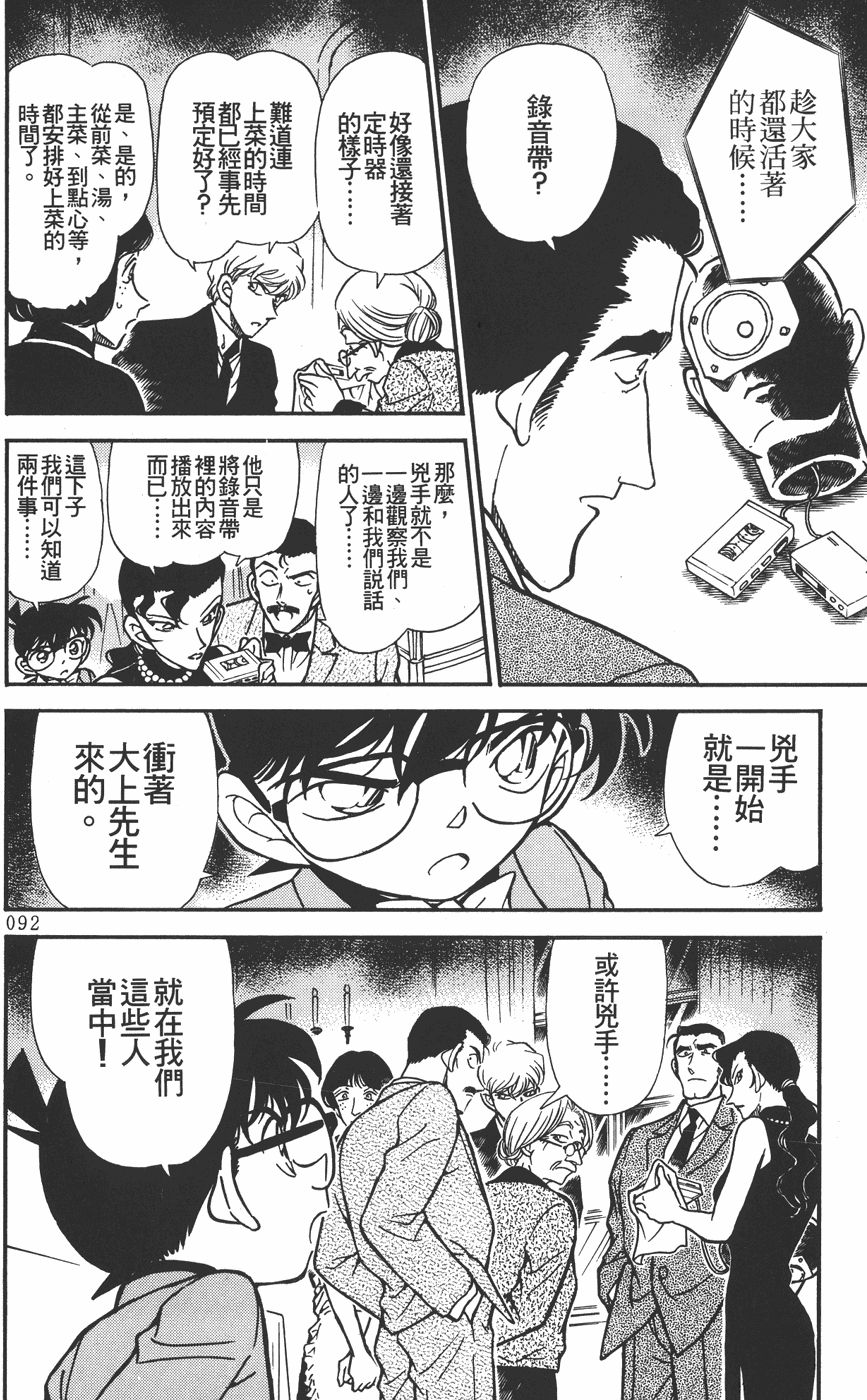 趁大家
都還活著
的時候……
錄音帶？
好像還接著
定時器
的樣子……
難道連
上菜的時間
都已經事先
預定好了？
是、是的，
從前菜、湯、
主菜、到點心等，
都安排好上菜的
時間了。
那麼，
兇手就不是
一邊觀察我們、
一邊和我們説話
的人了……
他只是
將錄音帶
裡的內容
播放出來
而已……
這下子
我們可以知道
兩件事……
兇手
一開始
就是……
衝著
大上先生
來的。
092
或許兇手……
就在我們
這些人
當中！